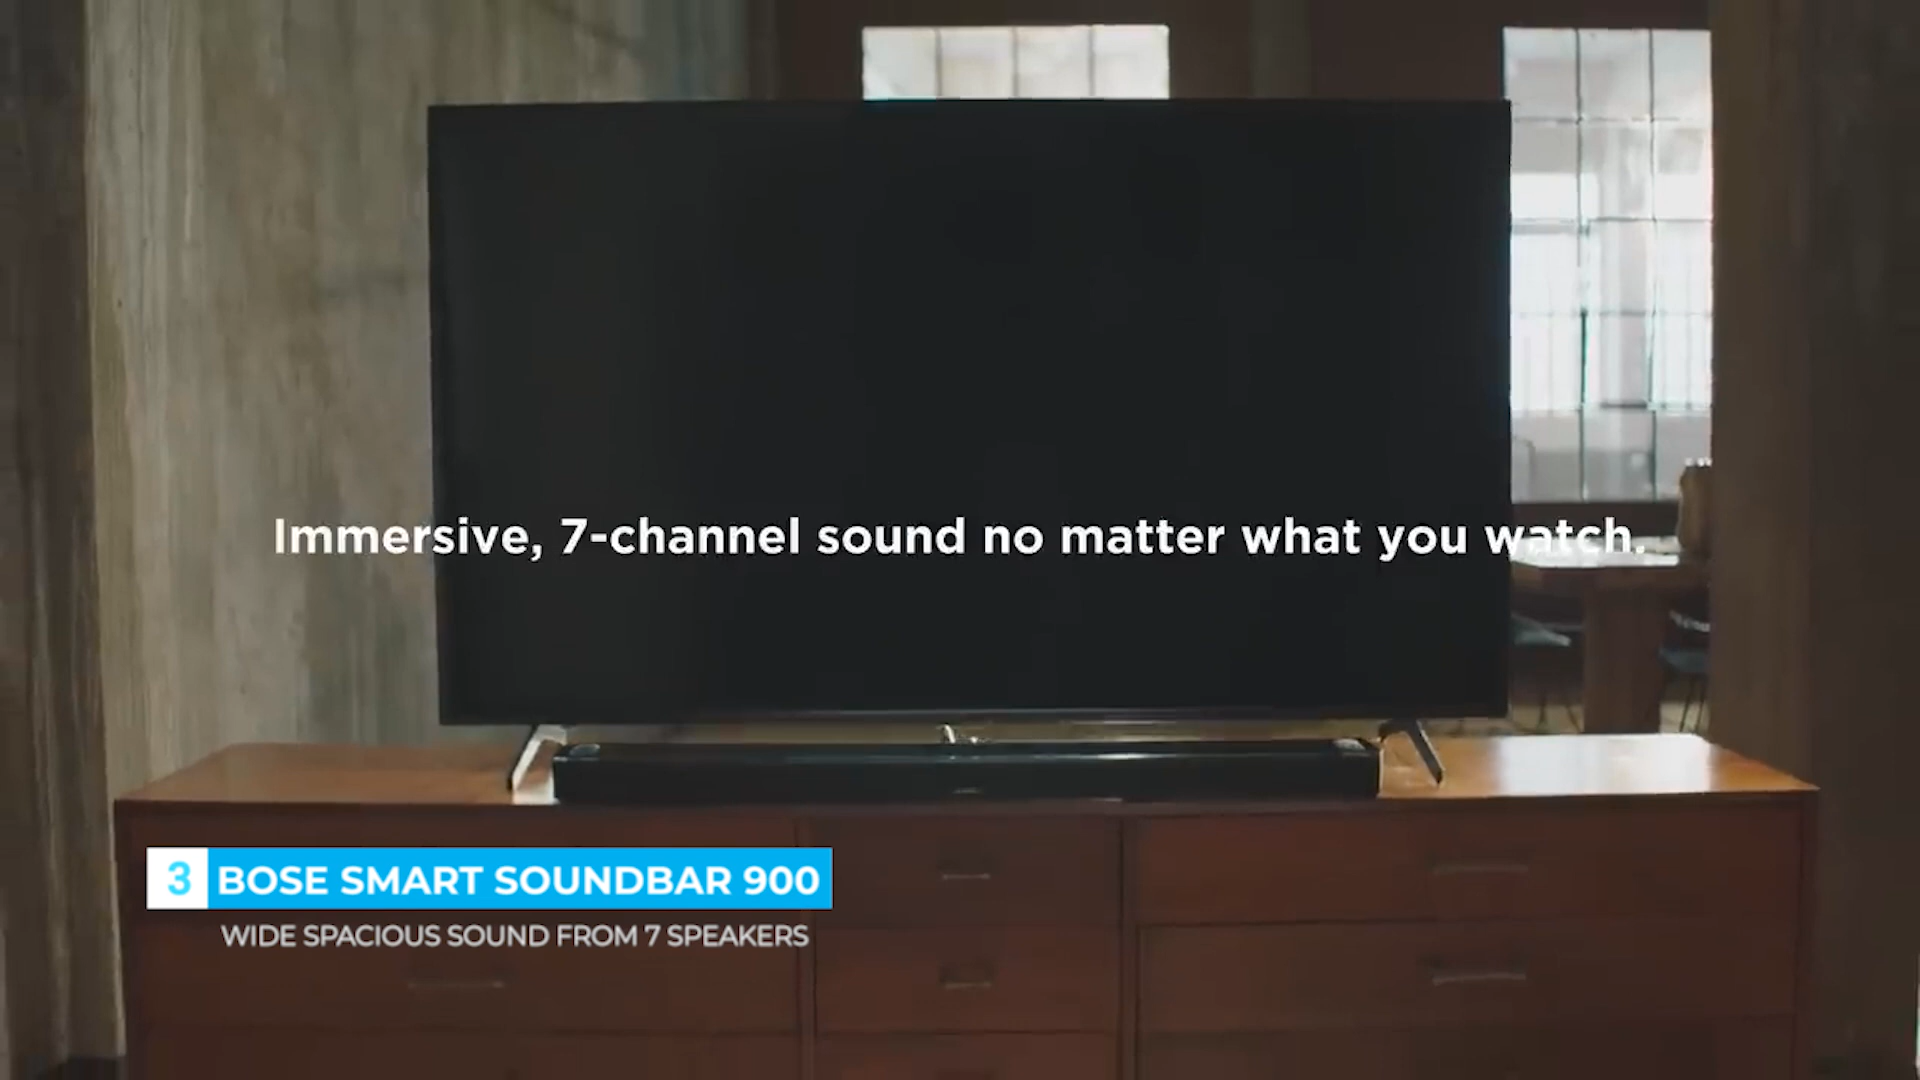 Immersive, 7-channel sound no matter what you watch.
3 BOSE SMART SOUNDBAR 900
WIDE SPACIOUS SOUND FROM 7 SPEAKERS